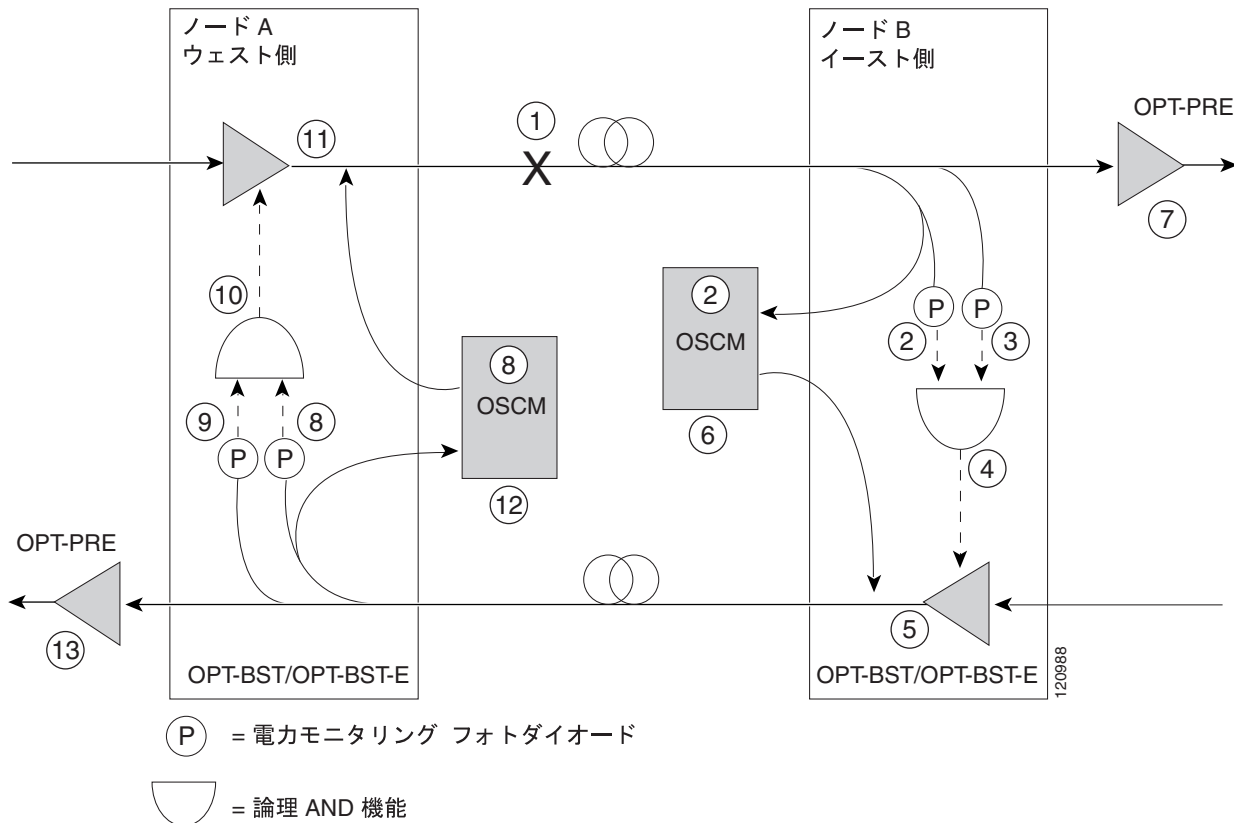 ノード A
ウェスト側
ノード B
イースト側
OPT-PRE
1
11
7
10
2
OSCM
P
P
2
3
8
OSCM
9
8
P
P
6
4
12
OPT-PRE
13
5
OPT-BST/OPT-BST-E
OPT-BST/OPT-BST-E
120988
X
P = 電力モニタリング フォトダイオード
= 論理 AND 機能